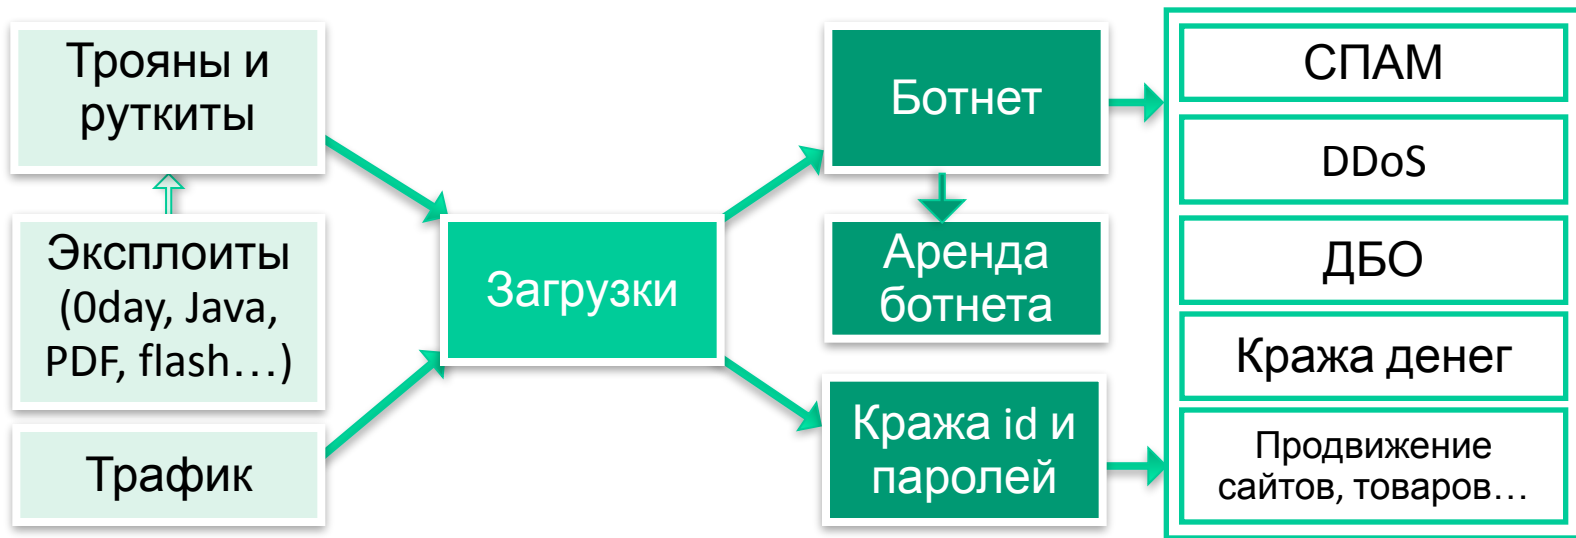 Трояны и
руткиты
Эксплоиты
(0day, Java,
PDF, flash...)
Трафик
Загрузки
Ботнет
Аренда
ботнета
Кража id и
паролей
СПАМ
DDoS
ДБО
Кража денег
Продвижение
сайтов, товаров...